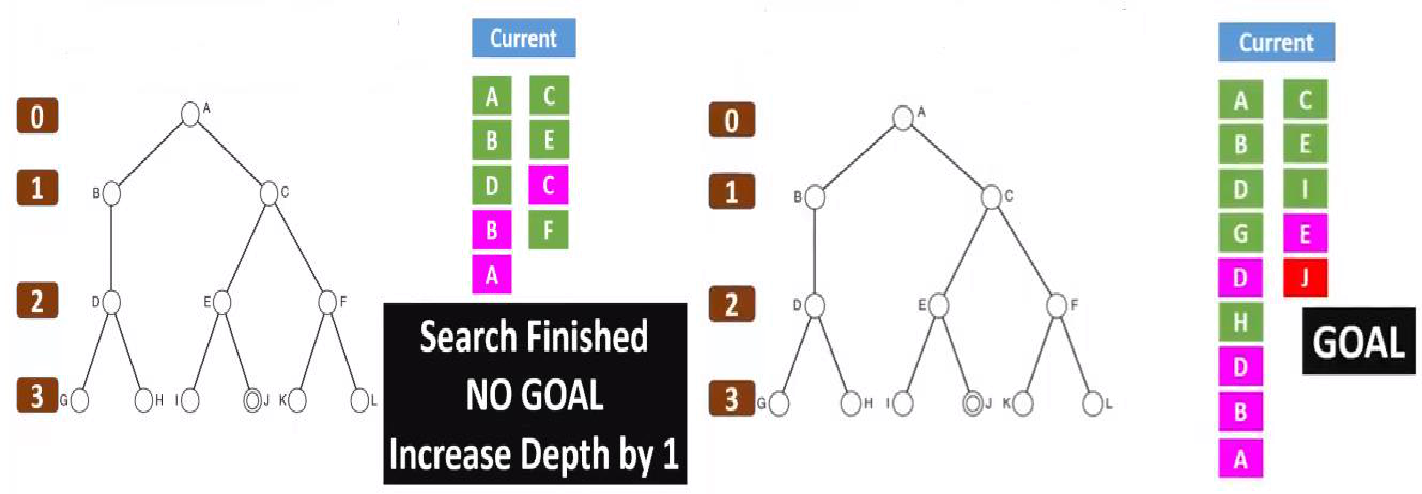 Current
A C
B E
D C
B F
A
0
A
1
B
C
2
D
E
F
3
G
H
I
J
K
L
Search Finished
NO GOAL
Increase Depth by 1
Current
A C
B E
D I
G E
D J
H
D
B
A
GOAL
0
A
1
B
C
2
D
E
F
3
G
H
I
J
K
L